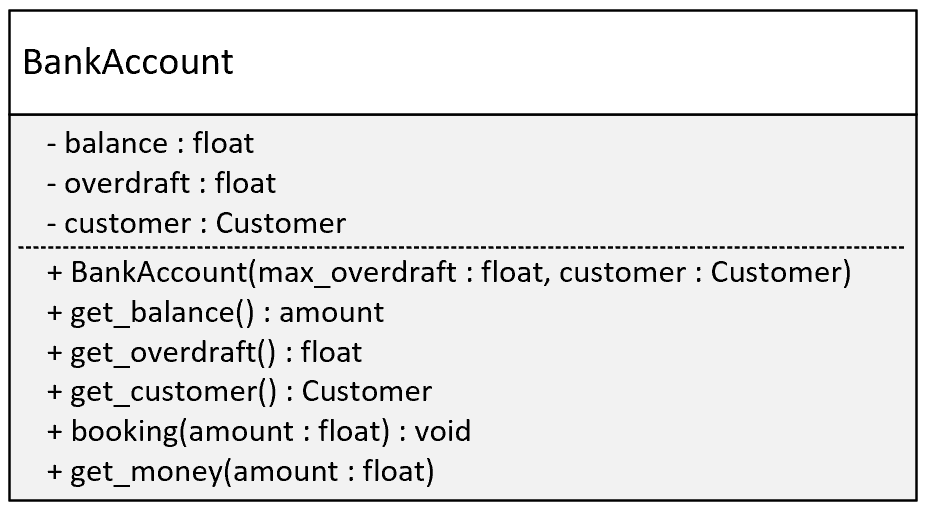 BankAccount
- balance : float
- overdraft : float
- customer : Customer
+ BankAccount(max_overdraft : float, customer : Customer)
+ get_balance() : amount
+ get_overdraft() : float
+ get_customer() : Customer
+ booking(amount : float) : void
+ get_money(amount : float)